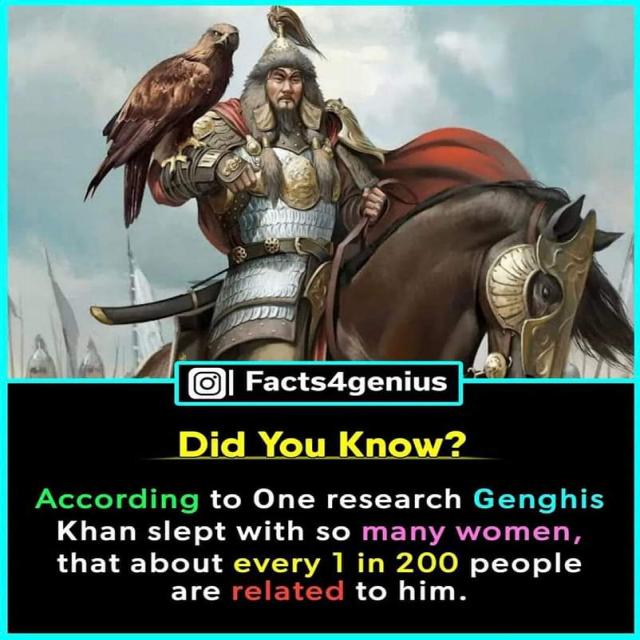 | Facts4genius
Did You Know?
According to One research Genghis
Khan slept with so many women,
that about every 1 in 200 people
are related to him.